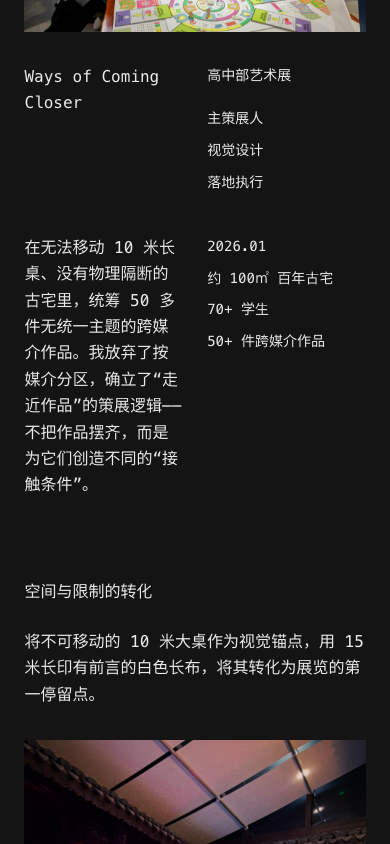 Ways of Coming
Closer
高中部艺术展
主策展人
视觉设计
落地执行
在无法移动 10 米长
桌、没有物理隔断的
古宅里，统筹 50 多
件无统一主题的跨媒
介作品。我放弃了按
媒介分区，确立了“走
近作品”的策展逻辑——
不把作品摆齐，而是
为它们创造不同的“接
触条件”。
2026.01
约 100㎡ 百年古宅
70+ 学生
50+ 件跨媒介作品
空间与限制的转化
将不可移动的 10 米大桌作为视觉锚点，用 15
米长印有前言的白色长布，将其转化为展览的第
一停留点。